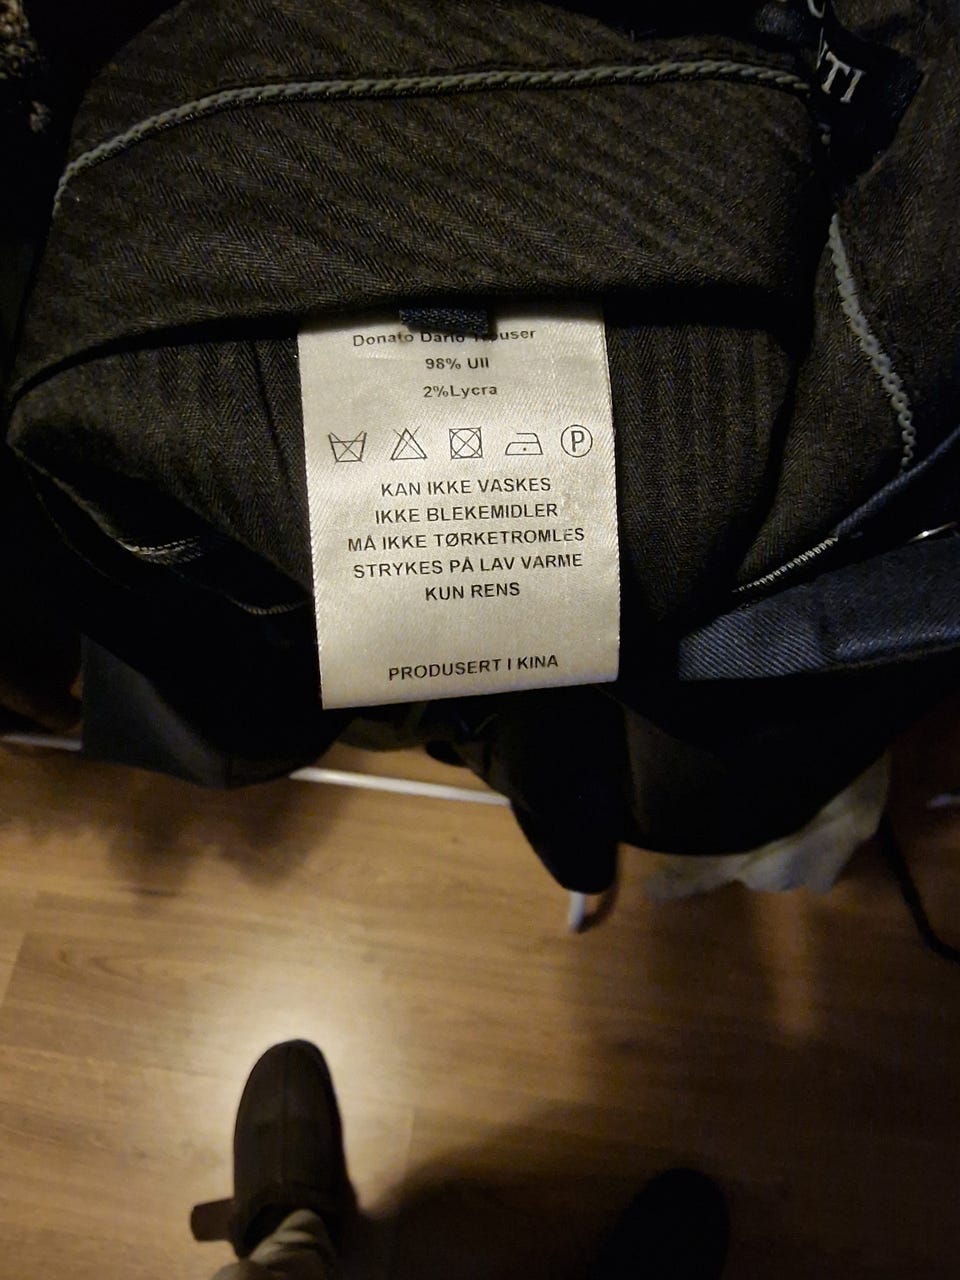 TI
Donato Dario Trouser
98% Ull
2%Lycra
P
KAN IKKE VASKES
IKKE BLEKEMIDLER
MÅ IKKE TØRKETROMLES
STRYKES PÅ LAV VARME
KUN RENS
PRODUSERT I KINA